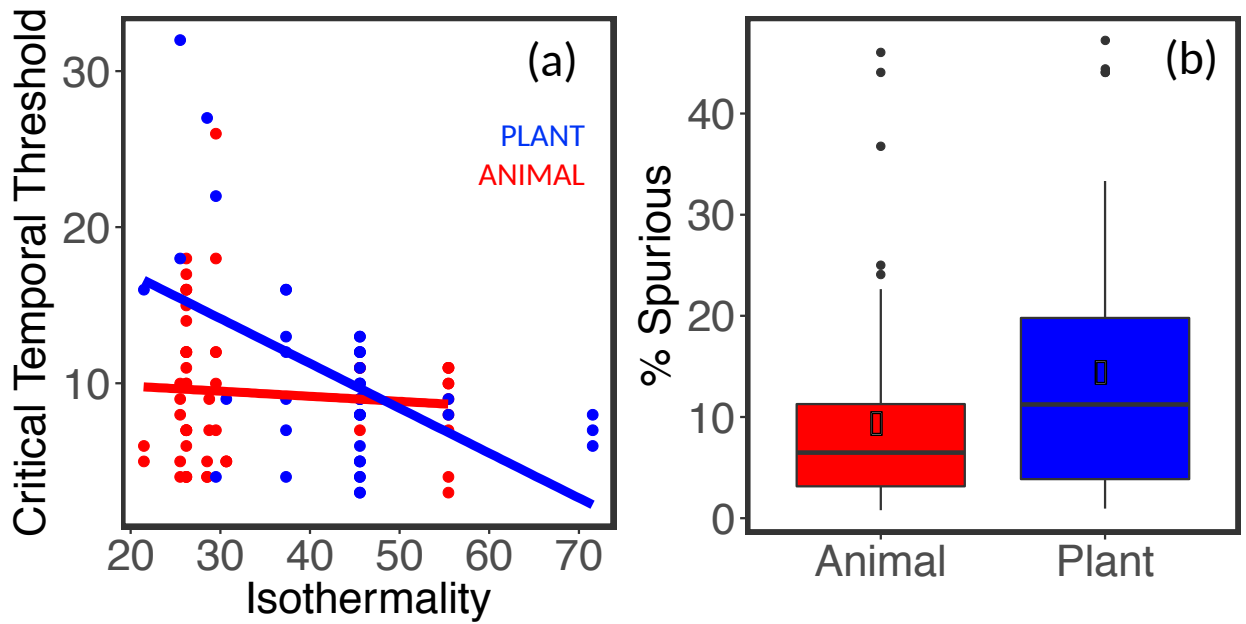 Critical Temporal Threshold
30
20
10
(a)
PLANT
ANIMAL
20 30 40 50 60 70
Isothermality
% Spurious
40
30
20
10
0
(b)
Animal Plant